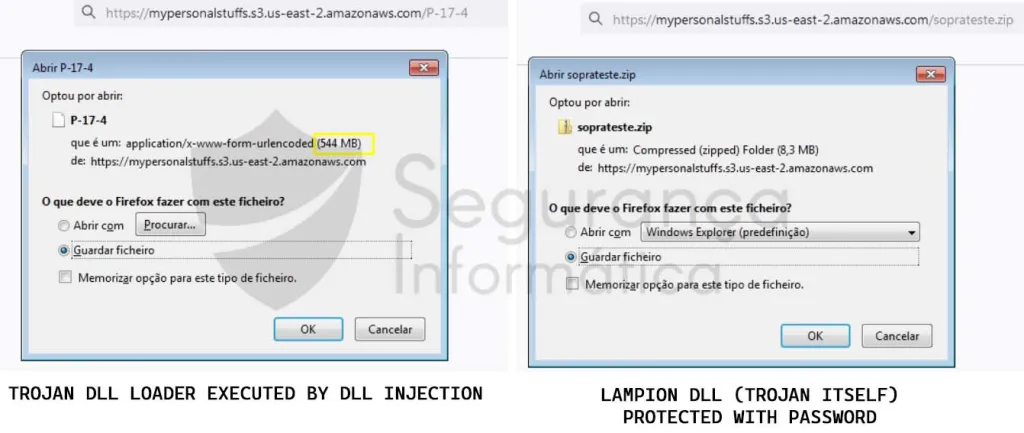 https://mypersonalstuffs.s3.us-east-2.amazonaws.com/P-17-4
Abrir P-17-4
Optou por abrir:
P-17-4
que é um: application/x-www-form-urlencoded (544 MB)
de: https://mypersonalstuffs.s3.us-east-2.amazonaws.com
O que deve o Firefox fazer com este ficheiro?
Abrir com Procurar...
Guardar ficheiro
Memorizar opção para este tipo de ficheiro.
OK Cancelar
TROJAN DLL LOADER EXECUTED BY DLL INJECTION
https://mypersonalstuffs.s3.us-east-2.amazonaws.com/soprateste.zip
Abrir soprateste.zip
Optou por abrir:
soprateste.zip
que é um: Compressed (zipped) Folder (8,3 MB)
de: https://mypersonalstuffs.s3.us-east-2.amazonaws.com
O que deve o Firefox fazer com este ficheiro?
Abrir com Windows Explorer (predefinição)
Guardar ficheiro
Memorizar opção para este tipo de ficheiro.
OK Cancelar
LAMPION DLL (TROJAN ITSELF)
PROTECTED WITH PASSWORD
Segurança
Informática